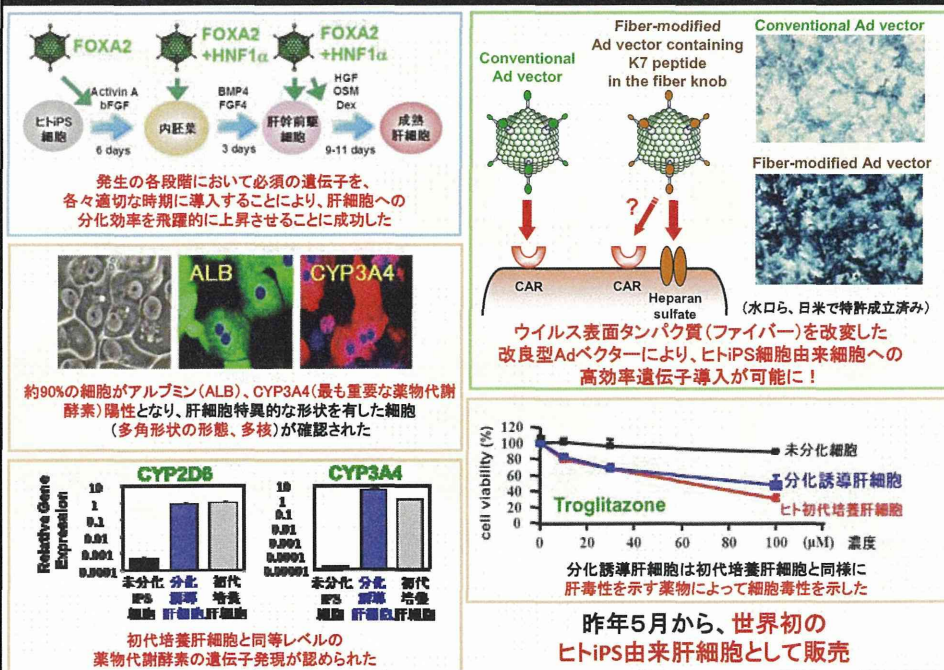 FOXA2
FOXA2
+HNF1α
FOXA2
+HNF1α
Activin A
bFGF
BMP4
FGF4
HGF
OSM
Dex
ヒトiPS
細胞
内胚葉
肝幹前駆
細胞
成熟
肝細胞
6 days
3 days
9-11 days
発生の各段階において必須の遺伝子を、
各々適切な時期に導入することにより、肝細胞への
分化効率を飛躍的に上昇させることに成功した
ALB
CYP3A4
約90%の細胞がアルブミン(ALB)、CYP3A4(最も重要な薬物代謝
酵素)陽性となり、肝細胞特異的な形状を有した細胞
(多角形状の形態、多核)が確認された
CYP2D6
CYP3A4
Relative Gene
Expression
10
1
0.1
0.01
0.001
0.0001
10
1
0.1
0.01
0.001
0.0001
0.00001
未分化
iPS
細胞
分化
誘導
肝細胞
初代
培養
肝細胞
未分化
iPS
細胞
分化
誘導
肝細胞
初代
培養
肝細胞
初代培養肝細胞と同等レベルの
薬物代謝酵素の遺伝子発現が認められた
Conventional
Ad vector
Fiber-modified
Ad vector containing
K7 peptide
in the fiber knob
Conventional Ad vector
Fiber-modified Ad vector
?
CAR
CAR
Heparan
sulfate
(水口ら、日米で特許成立済み)
ウイルス表面タンパク質(ファイバー)を改変した
改良型Adベクターにより、ヒトiPS細胞由来細胞への
高効率遺伝子導入が可能に！
cell viability (%)
120
100
80
60
40
20
0
0
20
40
60
80
100
(μM)
濃度
Troglitazone
未分化細胞
分化誘導肝細胞
ヒト初代培養肝細胞
分化誘導肝細胞は初代培養肝細胞と同様に
肝毒性を示す薬物によって細胞毒性を示した
昨年5月から、世界初の
ヒトiPS由来肝細胞として販売